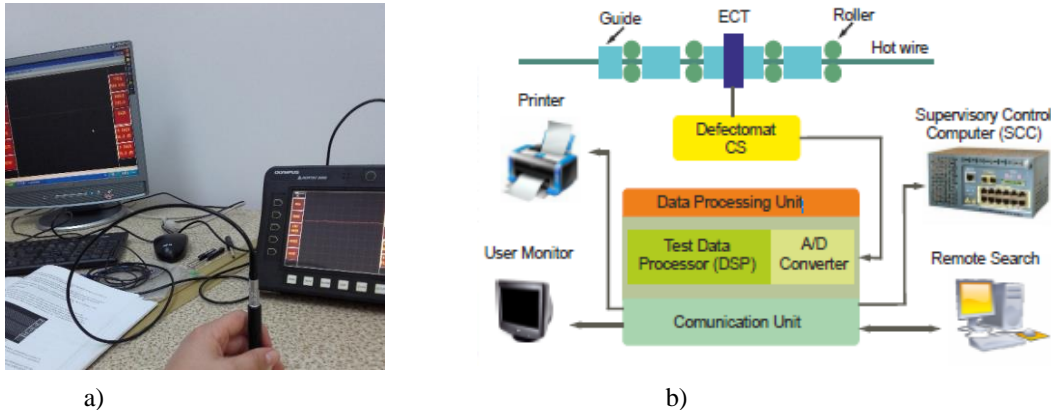 OLYMPUS
Guide
ECT
Roller
Hot wire
Printer
Defectomat
CS
Supervisory Control
Computer (SCC)
Data Processing Unit
Test Data
Processor (DSP)
A/D
Converter
User Monitor
Remote Search
Comunication Unit
a)
b)